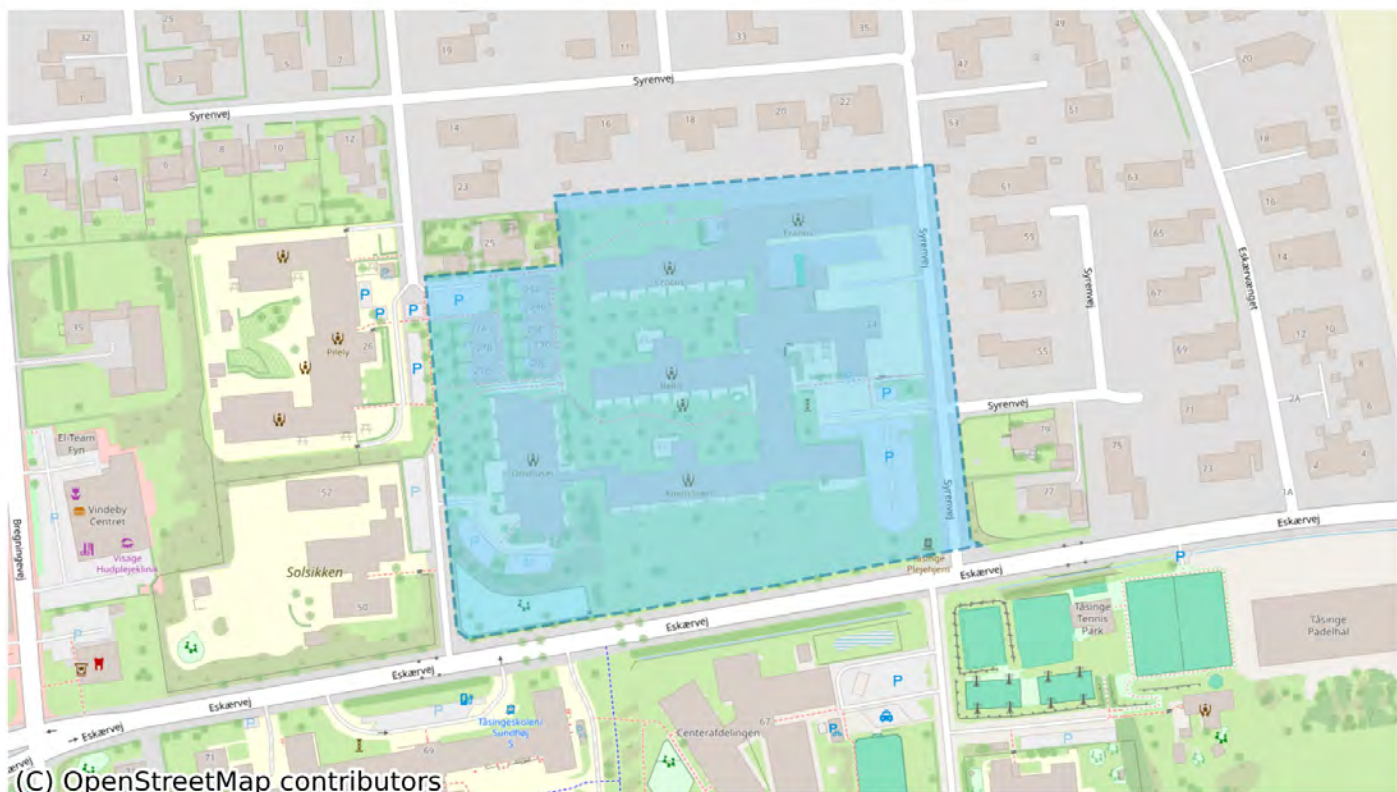 32
25
3
5
7
1
19
11
33
35
Syrenvej
47
49
20
Syrenvej
2
4
6
8
10
12
14
16
18
20
22
53
51
18
23
61
63
16
25
59
65
Syrenvej
Syrenvej
Eskærvænget
14
57
67
12
10
8
6
35
Pilely
26
24
55
69
Syrenvej
71
2A
El-Team
Fyn
Vindeby
Centret
Visage
Hudplejeklinik
Bregningevej
52
Solsikken
50
79
75
73
77
4
4
1A
Syrenvej
Tåsinge
Plejehjem
Eskærvej
Eskærvej
Eskærvej
Eskærvej
Eskærvej
Eskærvej
Tåsinge
Tennis
Park
Tåsinge
Padelhal
Tåsingeskolen/
Sundhøj
S
71
69
Centerafdelingen
67
(C) OpenStreetMap contributors